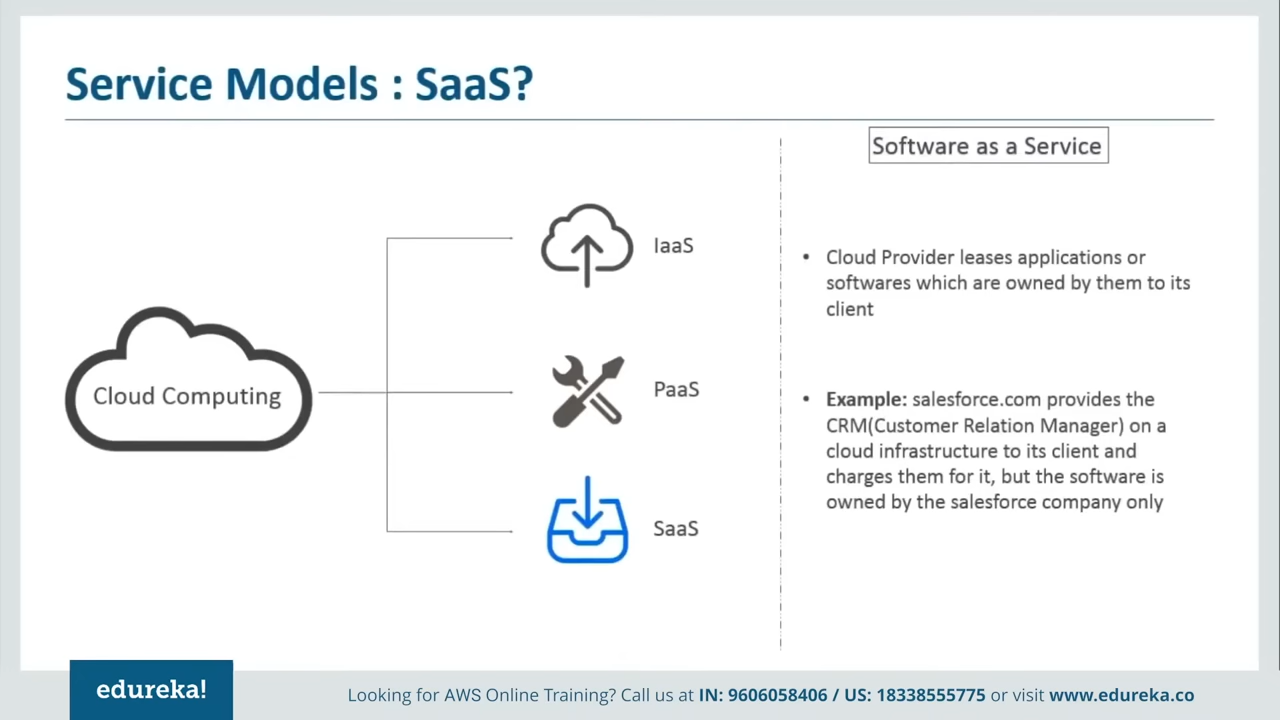 Service Models : SaaS?
Software as a Service
IaaS
Cloud Computing
PaaS
SaaS
• Cloud Provider leases applications or
softwares which are owned by them to its
client
• Example: salesforce.com provides the
CRM(Customer Relation Manager) on a
cloud infrastructure to its client and
charges them for it, but the software is
owned by the salesforce company only
edureka!
Looking for AWS Online Training? Call us at IN: 9606058406 / US: 18338555775 or visit www.edureka.co